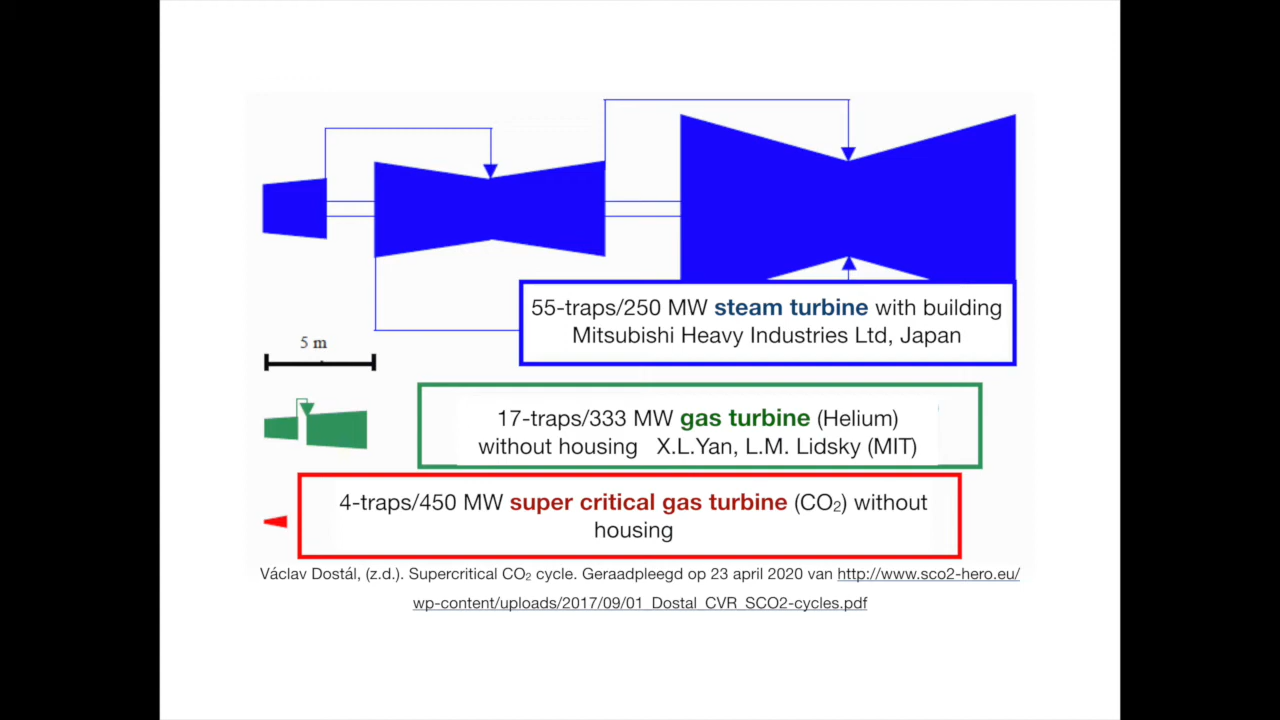 55-traps/250 MW steam turbine with building
Mitsubishi Heavy Industries Ltd, Japan
5 m
17-traps/333 MW gas turbine (Helium)
without housing X.L.Yan, L.M. Lidsky (MIT)
4-traps/450 MW super critical gas turbine (CO₂) without
housing
Václav Dostál, (z.d.). Supercritical CO₂ cycle. Geraadpleegd op 23 april 2020 van http://www.sco2-hero.eu/
wp-content/uploads/2017/09/01_Dostal_CVR_SCO2-cycles.pdf